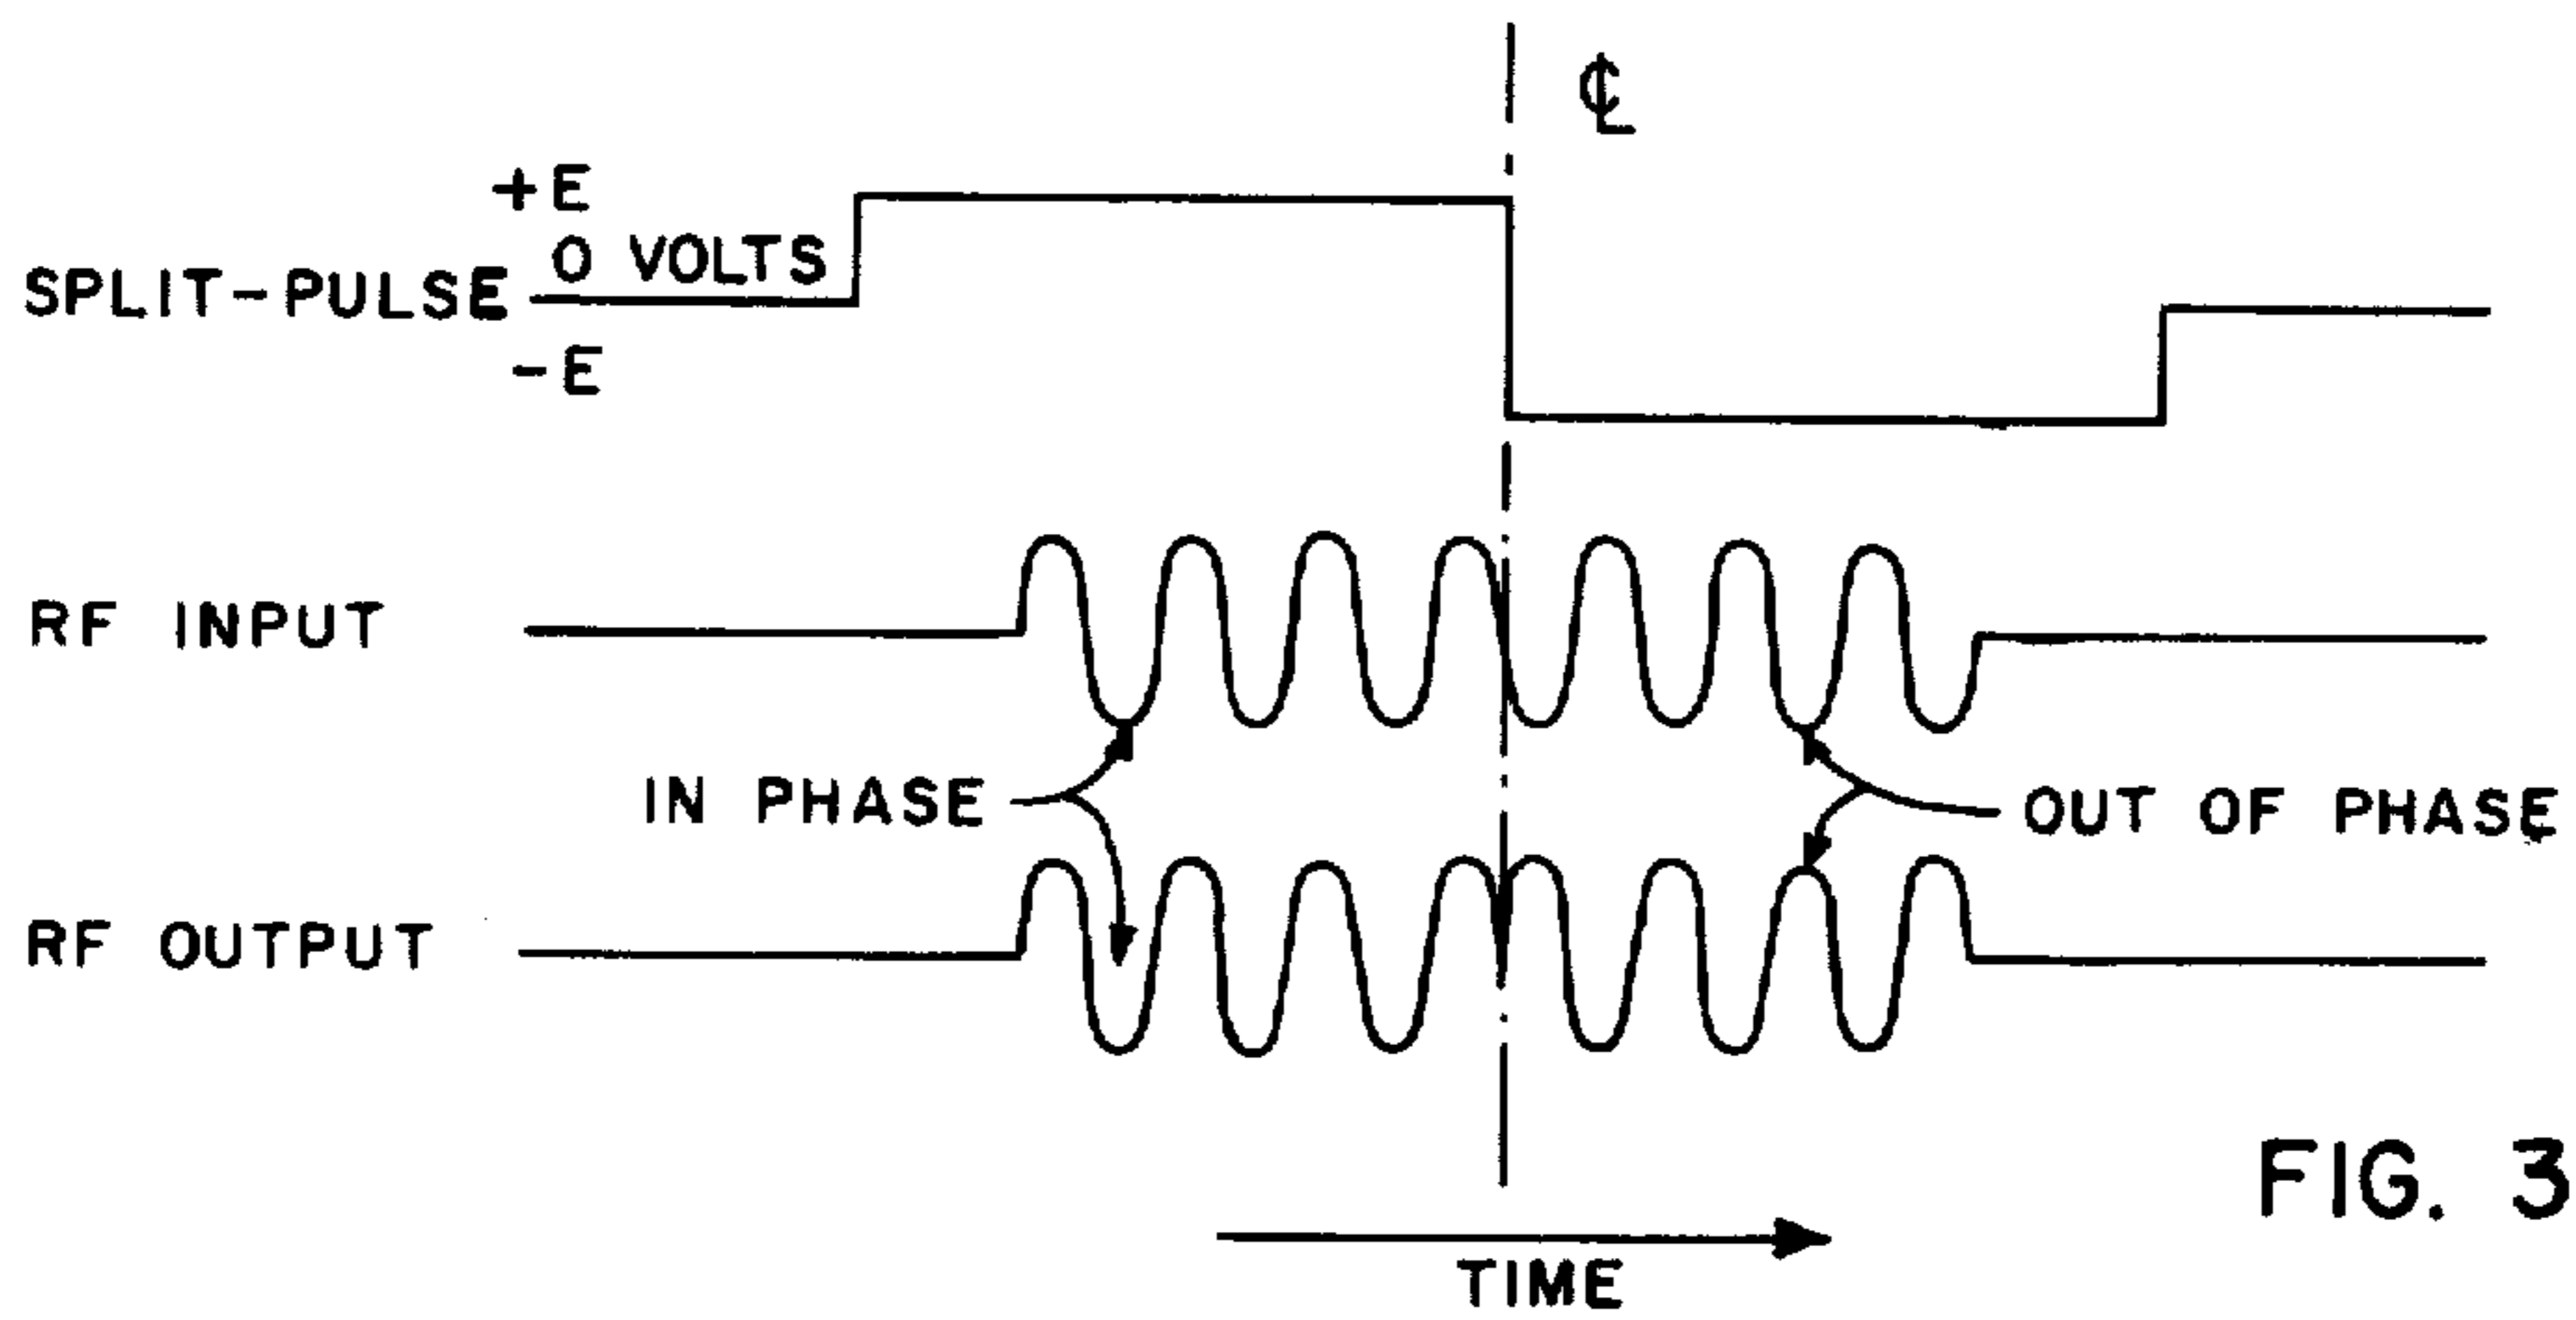 ℄
+E
0 VOLTS
SPLIT-PULSE
-E
RF INPUT
IN PHASE
OUT OF PHASE
RF OUTPUT
FIG. 3
TIME